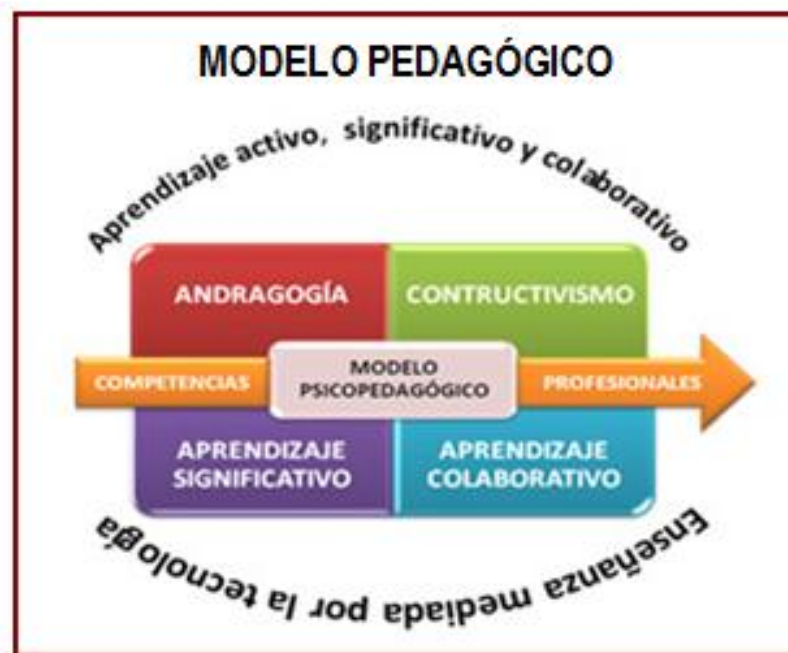 MODELO PEDAGÓGICO
Aprendizaje activo, significativo y colaborativo
ANDRAGOGÍA
CONTRUCTIVISMO
COMPETENCIAS
MODELO
PSICOPEDAGÓGICO
PROFESIONALES
APRENDIZAJE
SIGNIFICATIVO
APRENDIZAJE
COLABORATIVO
Enseñanza mediada por la tecnología